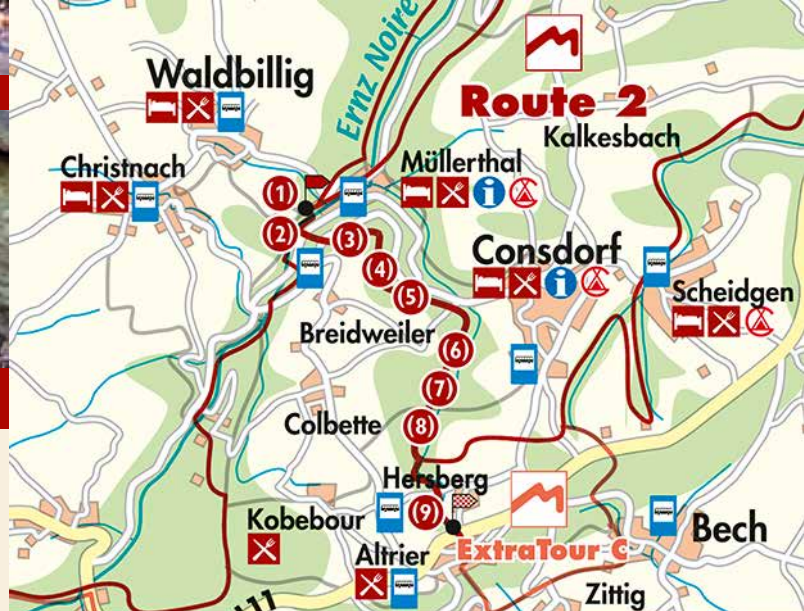 Ernz Noire
Waldbillig
Route 2
Kalkesbach
Christnach
(1)
Müllerthal
i
(2)
(3)
Consdorf
i
(4)
(5)
Scheidgen
Breidweiler
(6)
(7)
Colbette
(8)
Hersberg
(9)
Kobebour
Bech
ExtraTour C
Altrier
Zittig